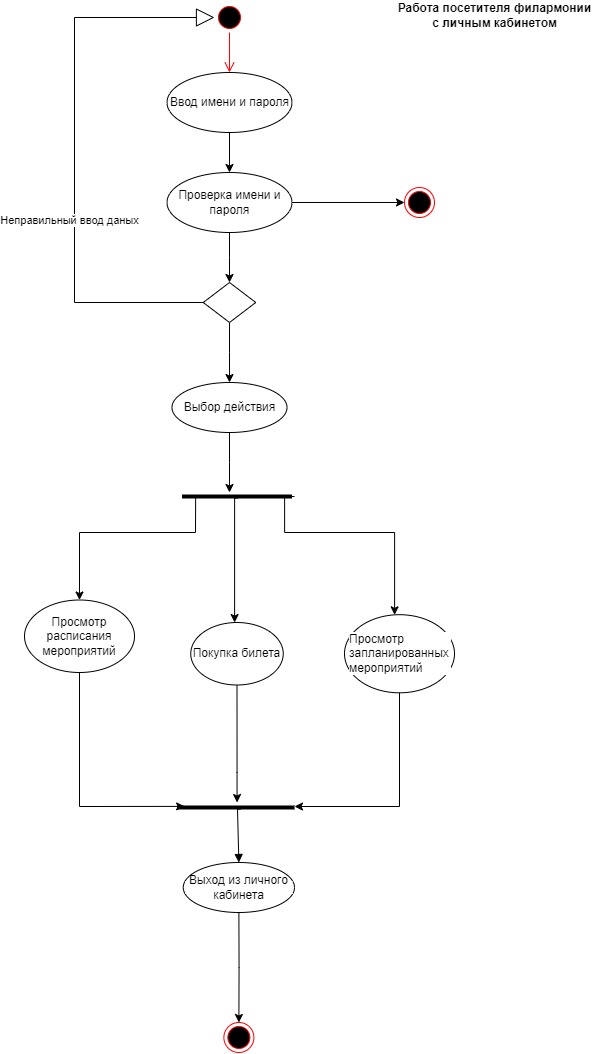 Работа посетителя филармонии
с личным кабинетом
Ввод имени и пароля
Проверка имени и
пароля
Неправильный ввод даных
Выбор действия
Просмотр
расписания
мероприятий
Покупка билета
Просмотр
запланированных
мероприятий
Выход из личного
кабинета